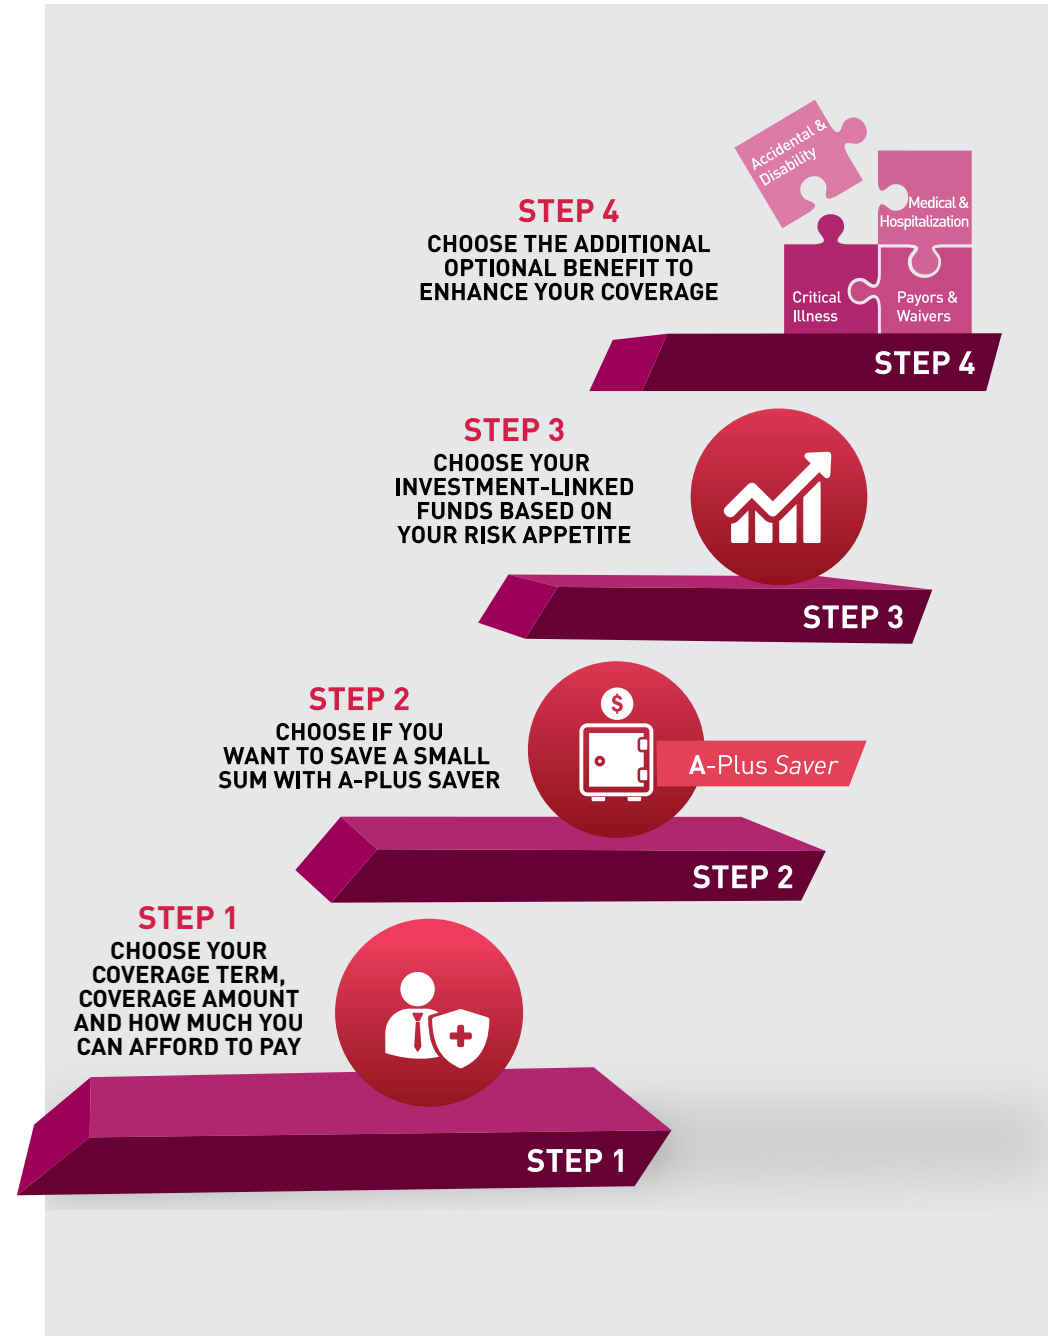 Accidental &
Disability
Medical &
Hospitalization
Critical
Illness
Payors &
Waivers
STEP 4
CHOOSE THE ADDITIONAL
OPTIONAL BENEFIT TO
ENHANCE YOUR COVERAGE
STEP 4
STEP 3
CHOOSE YOUR
INVESTMENT-LINKED
FUNDS BASED ON
YOUR RISK APPETITE
STEP 3
STEP 2
CHOOSE IF YOU
WANT TO SAVE A SMALL
SUM WITH A-PLUS SAVER
$
A-Plus Saver
STEP 2
STEP 1
CHOOSE YOUR
COVERAGE TERM,
COVERAGE AMOUNT
AND HOW MUCH YOU
CAN AFFORD TO PAY
STEP 1